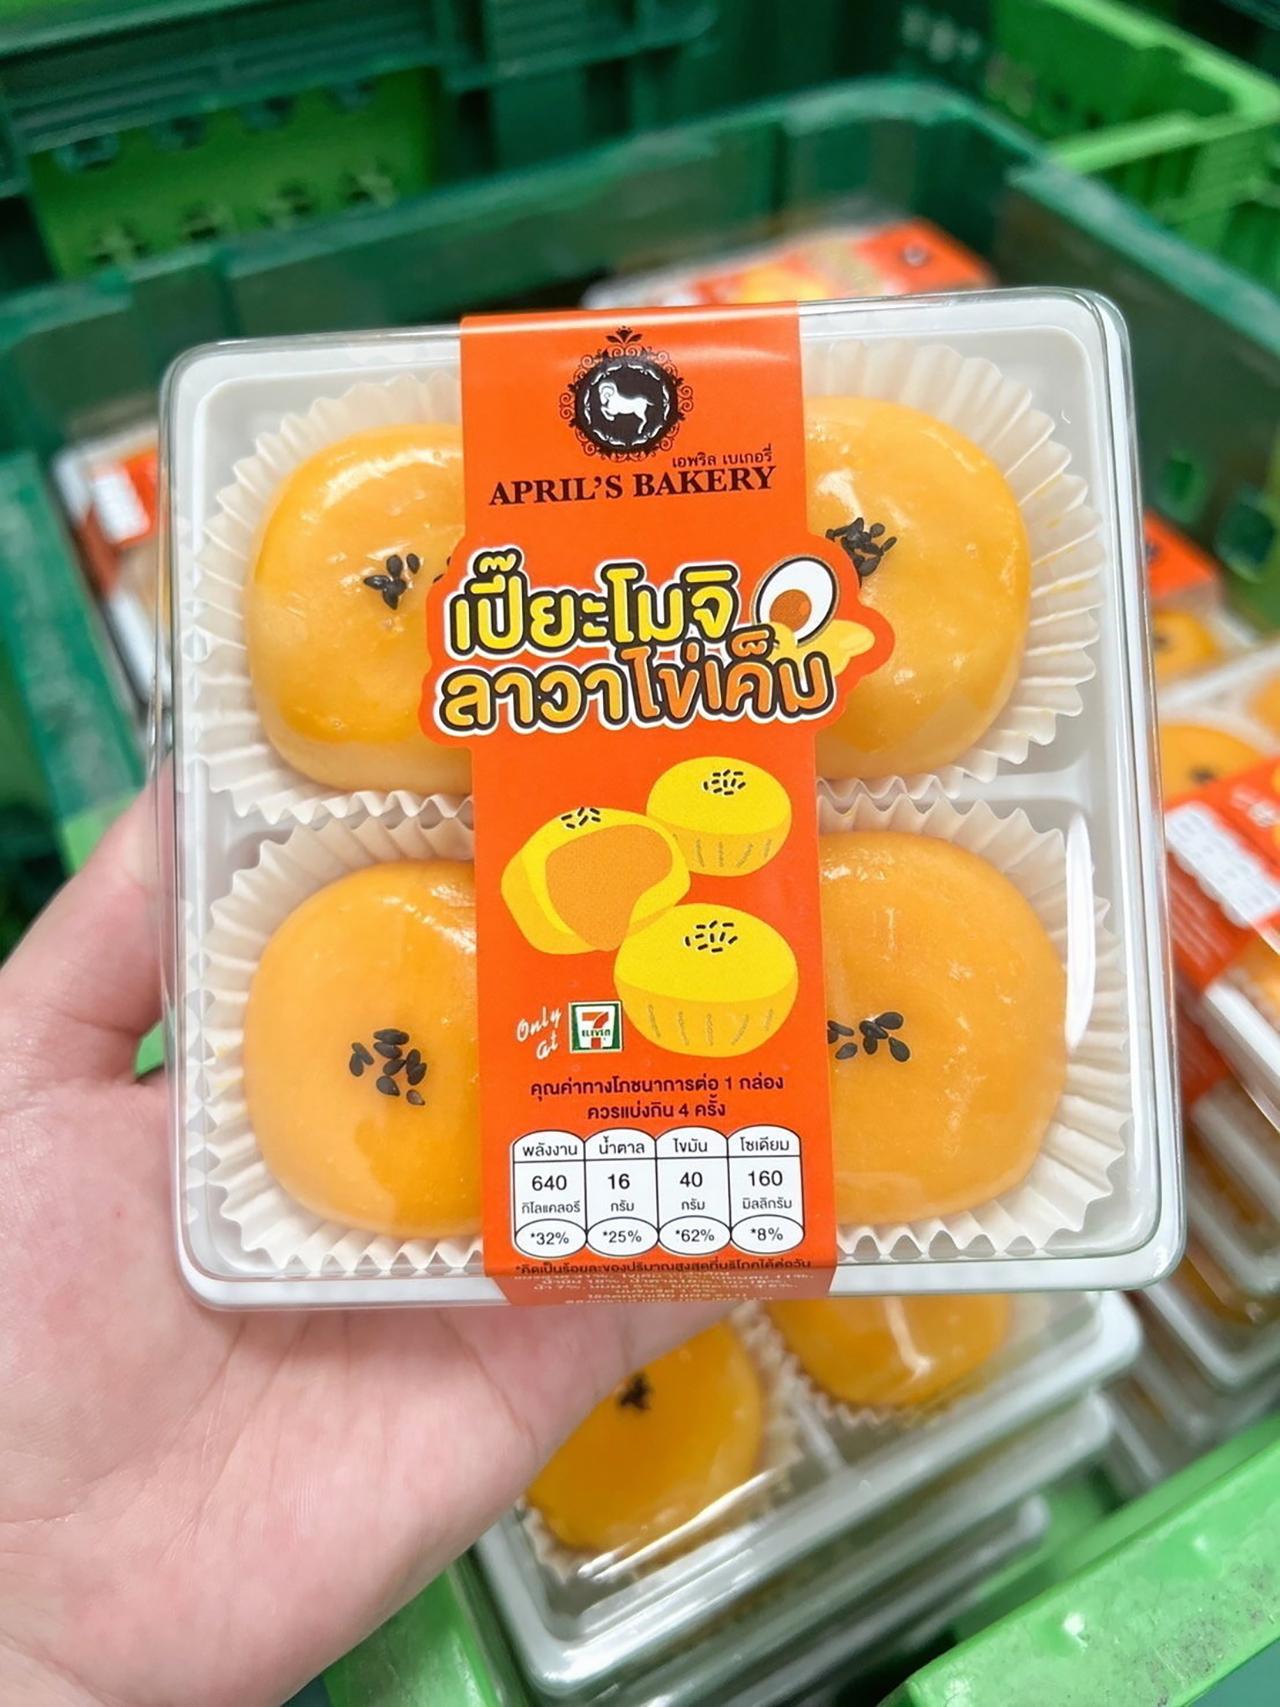 เอพริล เบเกอรี่
APRIL'S BAKERY
เปี๊ยะโมจิ
ลาวาไข่เค็ม
Only
at
7
ELEVEN
คุณค่าทางโภชนาการต่อ 1 กล่อง
ควรแบ่งกิน 4 ครั้ง
พลังงาน น้ำตาล ไขมัน โซเดียม
640 16 40 160
กิโลแคลอรี กรัม กรัม มิลลิกรัม
*32% *25% *62% *8%
*คิดเป็นร้อยละของปริมาณสูงสุดที่บริโภคได้ต่อวัน